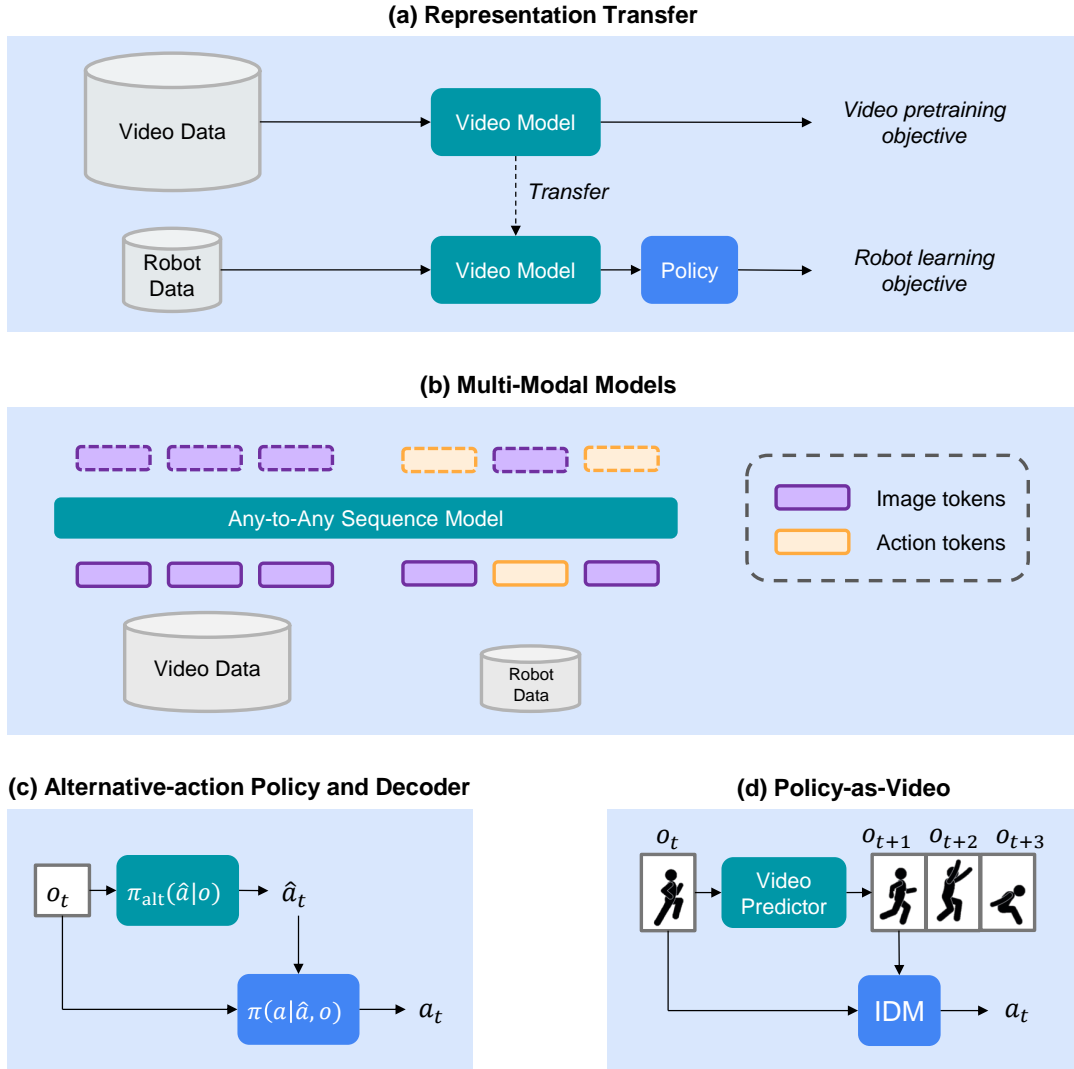 (a) Representation Transfer
Video Data
Video Model
Video pretraining
objective
Transfer
Robot
Data
Video Model
Policy
Robot learning
objective
(b) Multi-Modal Models
Any-to-Any Sequence Model
Image tokens
Action tokens
Video Data
Robot
Data
(c) Alternative-action Policy and Decoder
o_t
π_alt(â|o)
â_t
π(a|â, o)
a_t
(d) Policy-as-Video
o_t
o_{t+1}
o_{t+2}
o_{t+3}
Video
Predictor
IDM
a_t